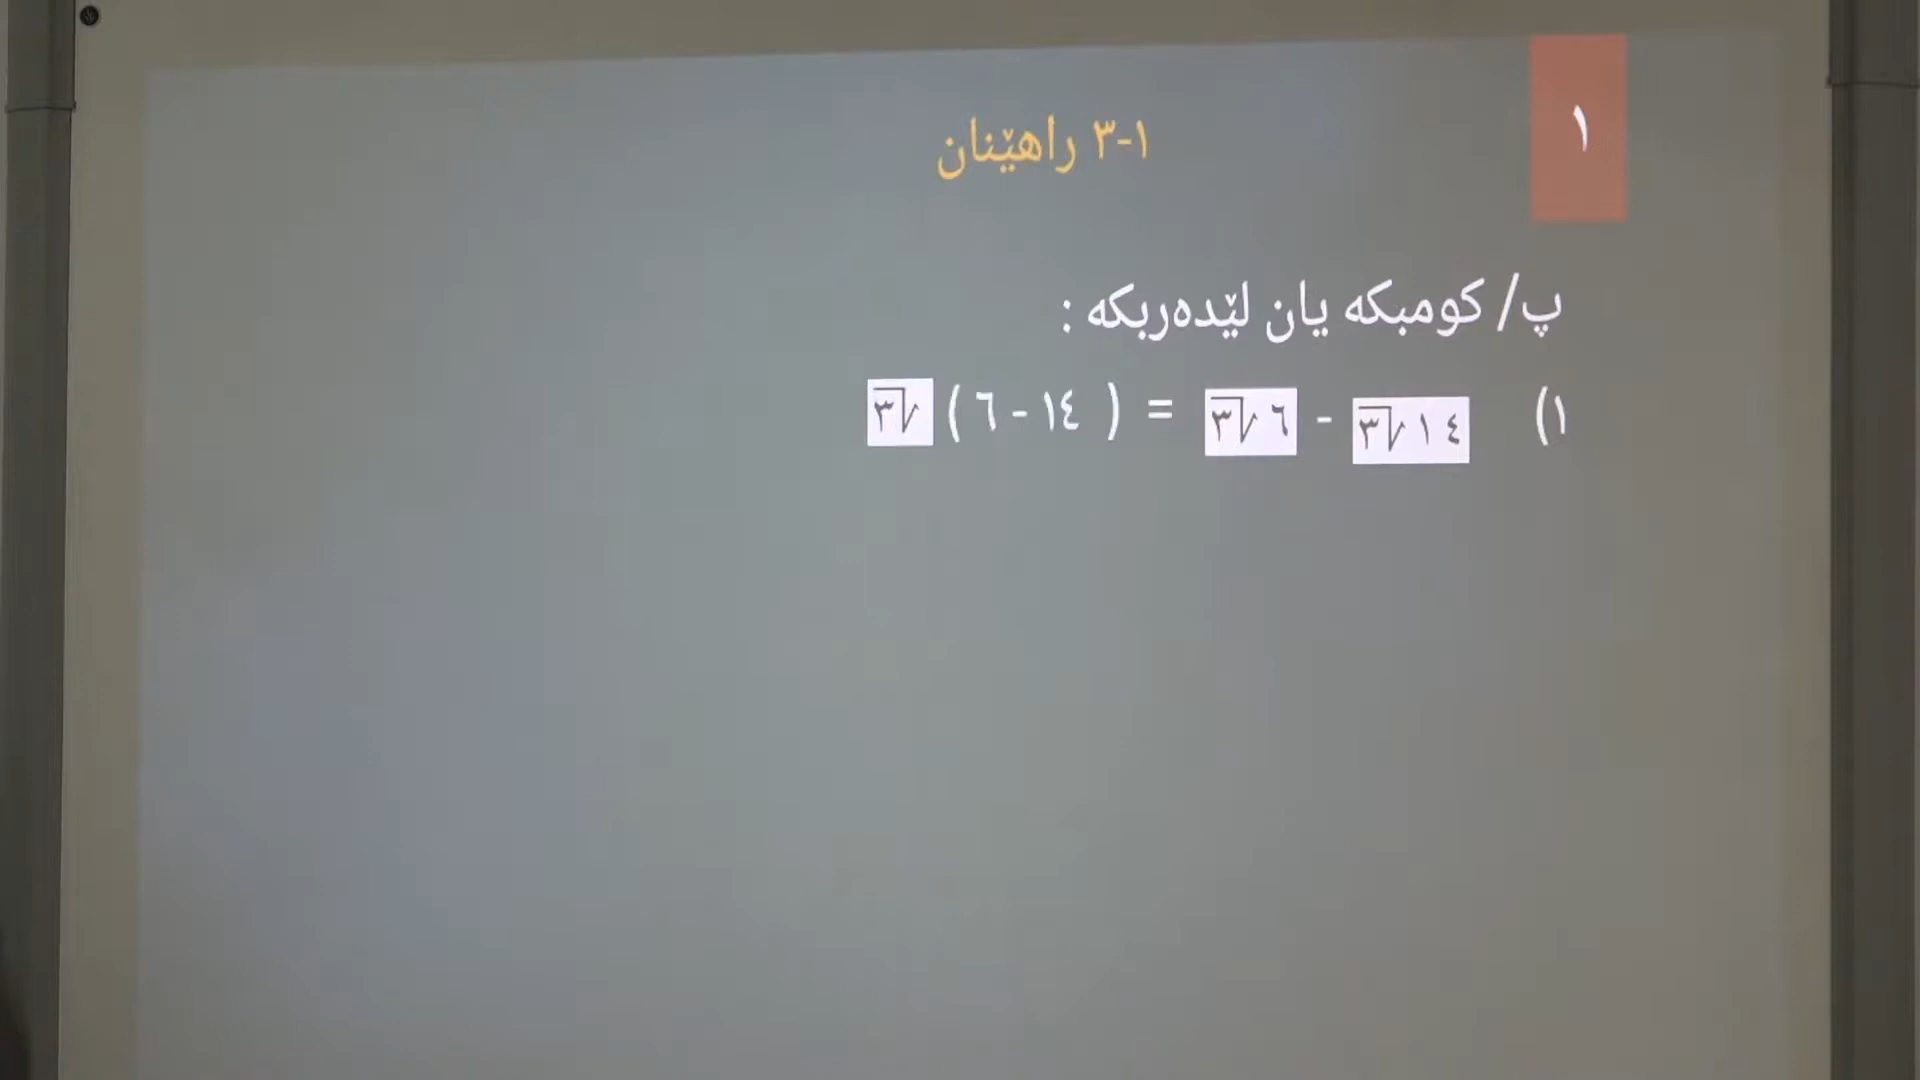 ١
٣-١ راهێنان
پ/ کومبکە یان لێدەربکە :
١) ١٤√٣ - ٦√٣ = ( ١٤ - ٦ ) √٣